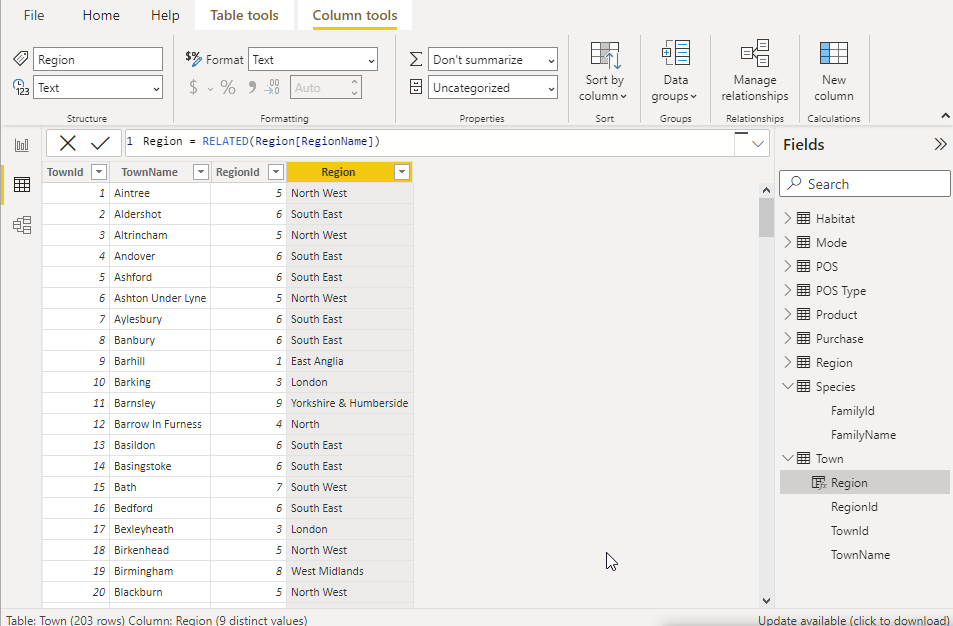 File Home Help Table tools Column tools
Region $% Format Text Don't summarize
Text $ % 9 .00 Auto Uncategorized
Sort by column Data groups Manage relationships New column
Structure Formatting Properties Sort Groups Relationships Calculations
1 Region = RELATED(Region[RegionName])
TownId TownName RegionId Region
1 Aintree 5 North West
2 Aldershot 6 South East
3 Altrincham 5 North West
4 Andover 6 South East
5 Ashford 6 South East
6 Ashton Under Lyne 5 North West
7 Aylesbury 6 South East
8 Banbury 6 South East
9 Barhill 1 East Anglia
10 Barking 3 London
11 Barnsley 9 Yorkshire & Humberside
12 Barrow In Furness 4 North
13 Basildon 6 South East
14 Basingstoke 6 South East
15 Bath 7 South West
16 Bedford 6 South East
17 Bexleyheath 3 London
18 Birkenhead 5 North West
19 Birmingham 8 West Midlands
20 Blackburn 5 North West
Fields
Search
Habitat
Mode
POS
POS Type
Product
Purchase
Region
Species
FamilyId
FamilyName
Town
Region
RegionId
TownId
TownName
Table: Town (203 rows) Column: Region (9 distinct values)
Update available (click to download)